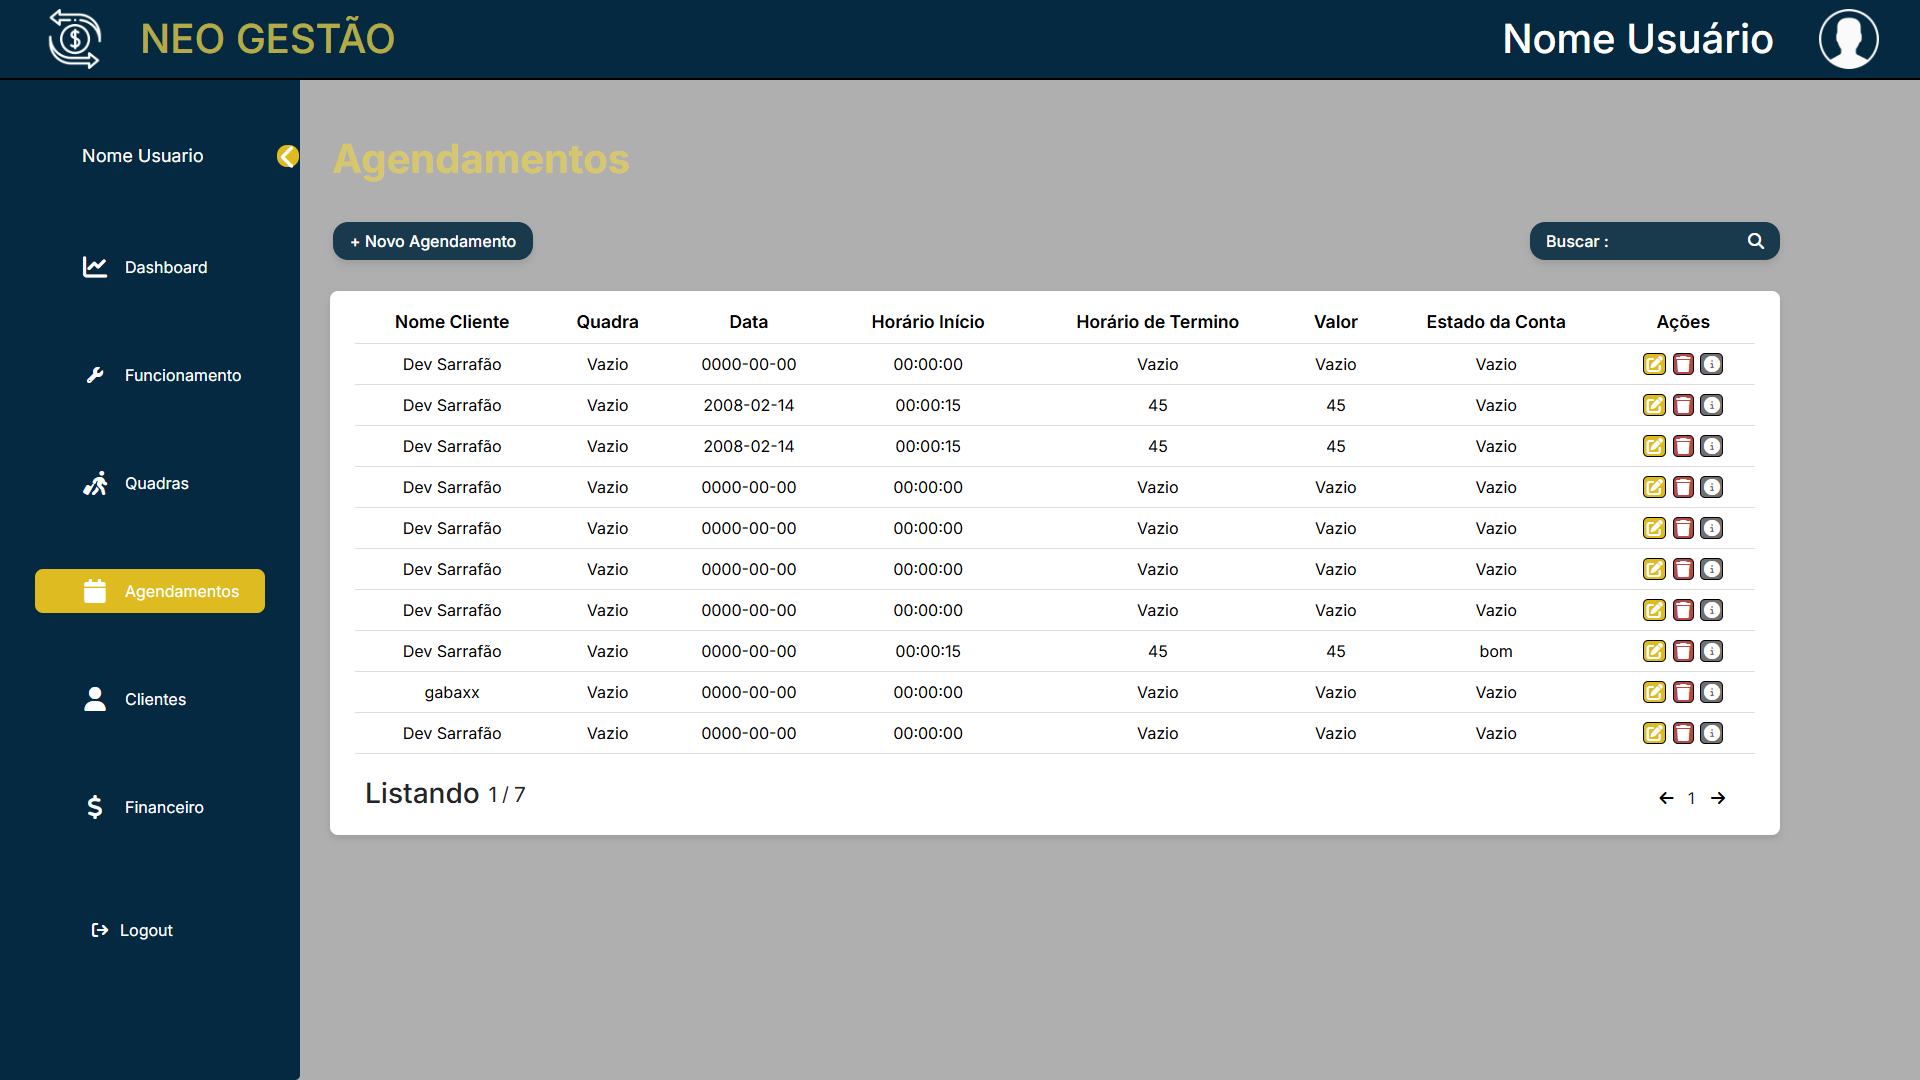 NEO GESTÃO
Nome Usuário
Nome Usuario
Dashboard
Funcionamento
Quadras
Agendamentos
Clientes
Financeiro
Logout
Agendamentos
+ Novo Agendamento
Buscar :
Nome Cliente Quadra Data Horário Início Horário de Termino Valor Estado da Conta Ações
Dev Sarrafão Vazio 0000-00-00 00:00:00 Vazio Vazio Vazio
Dev Sarrafão Vazio 2008-02-14 00:00:15 45 45 Vazio
Dev Sarrafão Vazio 2008-02-14 00:00:15 45 45 Vazio
Dev Sarrafão Vazio 0000-00-00 00:00:00 Vazio Vazio Vazio
Dev Sarrafão Vazio 0000-00-00 00:00:00 Vazio Vazio Vazio
Dev Sarrafão Vazio 0000-00-00 00:00:00 Vazio Vazio Vazio
Dev Sarrafão Vazio 0000-00-00 00:00:00 Vazio Vazio Vazio
Dev Sarrafão Vazio 0000-00-00 00:00:15 45 45 bom
gabaxx Vazio 0000-00-00 00:00:00 Vazio Vazio Vazio
Dev Sarrafão Vazio 0000-00-00 00:00:00 Vazio Vazio Vazio
Listando 1 / 7
1